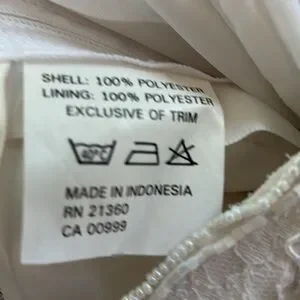 SHELL: 100% POLYESTER
LINING: 100% POLYESTER
EXCLUSIVE OF TRIM
40°C
MADE IN INDONESIA
RN 21360
CA 00999